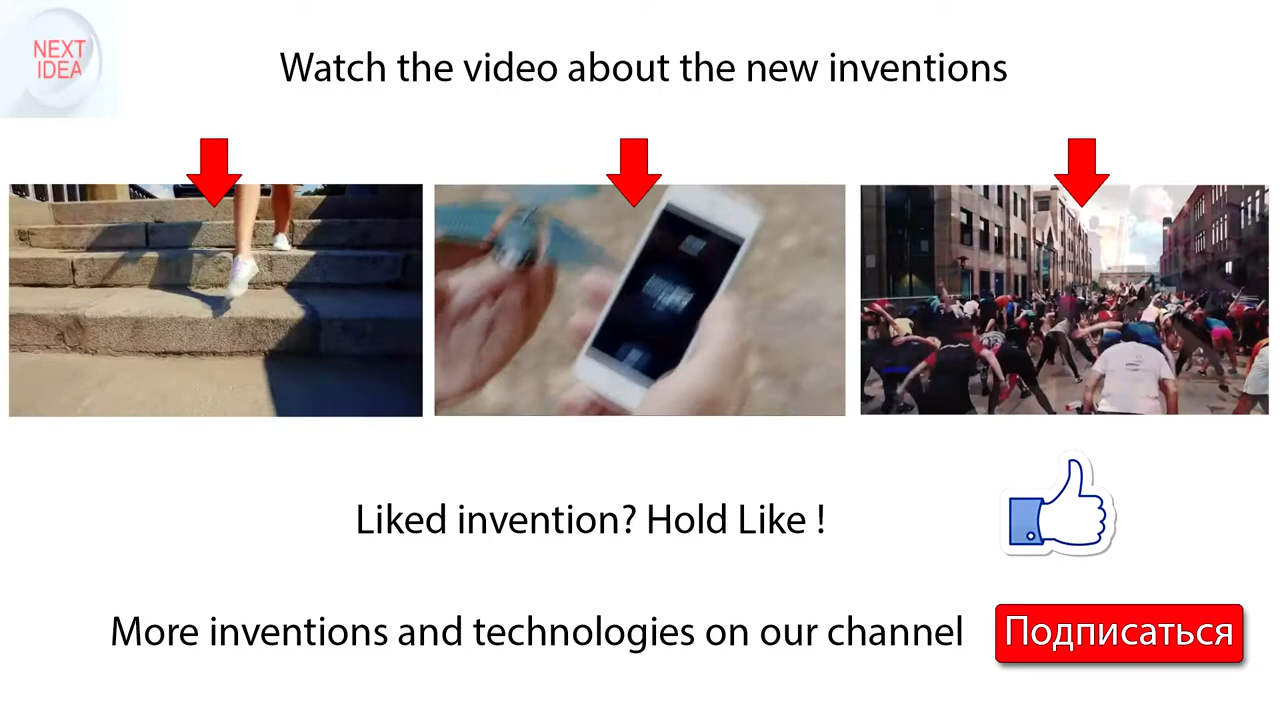 NEXT
IDEA
Watch the video about the new inventions
Liked invention? Hold Like !
More inventions and technologies on our channel
Подписаться